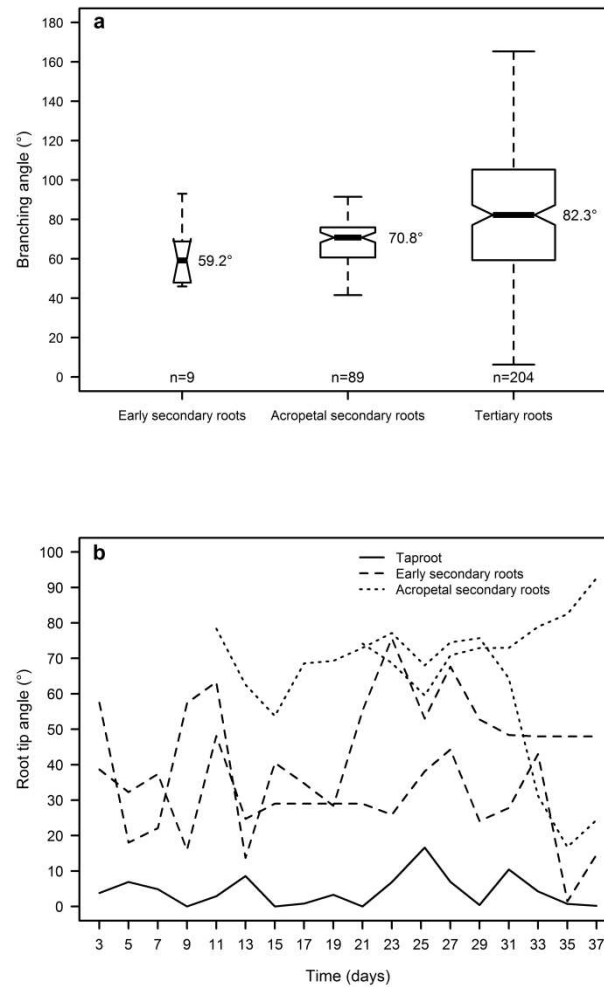 a
Branching angle (°)
180
160
140
120
100
80
60
40
20
0
59.2°
70.8°
82.3°
n=9
n=89
n=204
Early secondary roots
Acropetal secondary roots
Tertiary roots
b
Taproot
Early secondary roots
Acropetal secondary roots
Root tip angle (°)
100
90
80
70
60
50
40
30
20
10
0
3 5 7 9 11 13 15 17 19 21 23 25 27 29 31 33 35 37
Time (days)